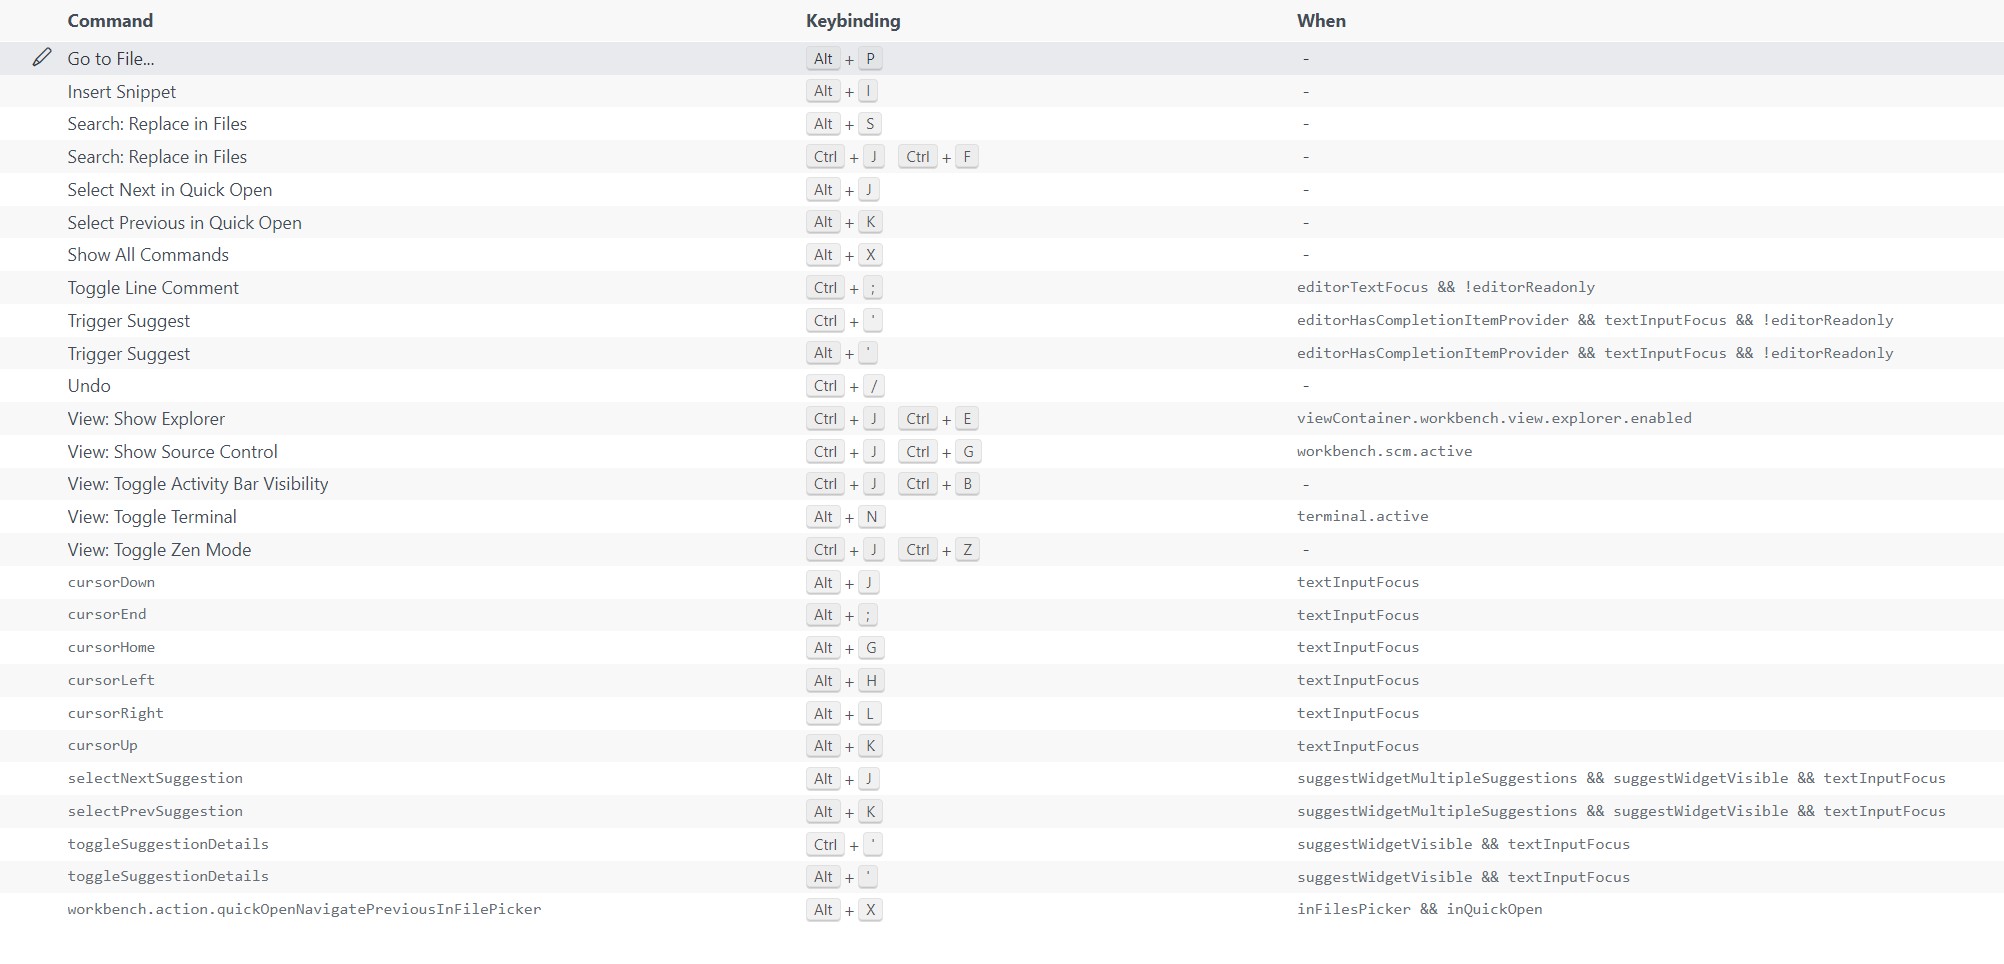 Command Keybinding When
Go to File... Alt + P -
Insert Snippet Alt + I -
Search: Replace in Files Alt + S -
Search: Replace in Files Ctrl + J Ctrl + F -
Select Next in Quick Open Alt + J -
Select Previous in Quick Open Alt + K -
Show All Commands Alt + X -
Toggle Line Comment Ctrl + ; editorTextFocus && !editorReadonly
Trigger Suggest Ctrl + ' editorHasCompletionItemProvider && textInputFocus && !editorReadonly
Trigger Suggest Alt + ' editorHasCompletionItemProvider && textInputFocus && !editorReadonly
Undo Ctrl + / -
View: Show Explorer Ctrl + J Ctrl + E viewContainer.workbench.view.explorer.enabled
View: Show Source Control Ctrl + J Ctrl + G workbench.scm.active
View: Toggle Activity Bar Visibility Ctrl + J Ctrl + B -
View: Toggle Terminal Alt + N terminal.active
View: Toggle Zen Mode Ctrl + J Ctrl + Z -
cursorDown Alt + J textInputFocus
cursorEnd Alt + ; textInputFocus
cursorHome Alt + G textInputFocus
cursorLeft Alt + H textInputFocus
cursorRight Alt + L textInputFocus
cursorUp Alt + K textInputFocus
selectNextSuggestion Alt + J suggestWidgetMultipleSuggestions && suggestWidgetVisible && textInputFocus
selectPrevSuggestion Alt + K suggestWidgetMultipleSuggestions && suggestWidgetVisible && textInputFocus
toggleSuggestionDetails Ctrl + ' suggestWidgetVisible && textInputFocus
toggleSuggestionDetails Alt + ' suggestWidgetVisible && textInputFocus
workbench.action.quickOpenNavigatePreviousInFilePicker Alt + X inFilesPicker && inQuickOpen